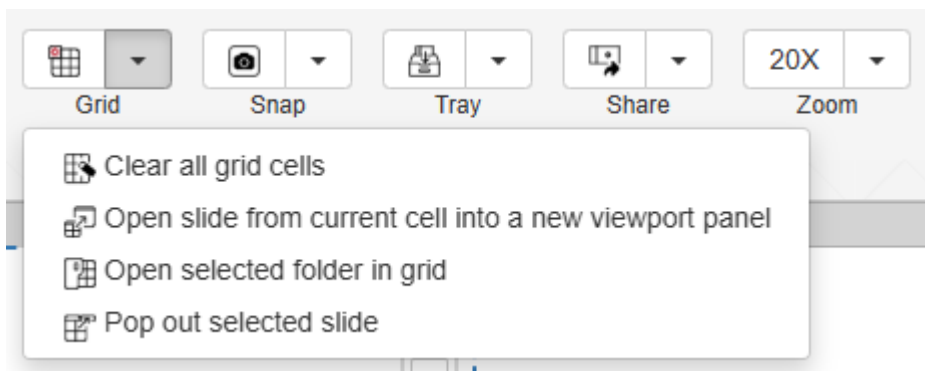 20X
Grid Snap Tray Share Zoom
Clear all grid cells
Open slide from current cell into a new viewport panel
Open selected folder in grid
Pop out selected slide